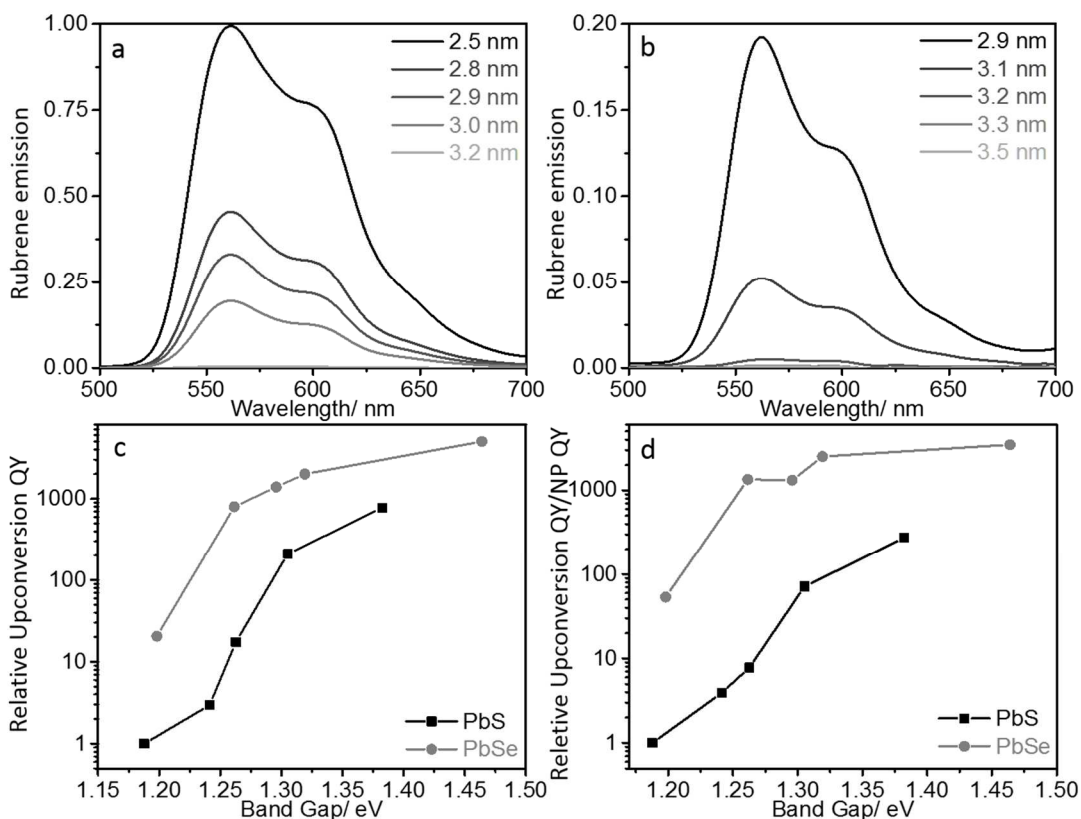 a
1.00
0.75
0.50
0.25
0.00
Rubrene emission
2.5 nm
2.8 nm
2.9 nm
3.0 nm
3.2 nm
500 550 600 650 700
Wavelength/ nm
b
0.20
0.15
0.10
0.05
0.00
Rubrene emission
2.9 nm
3.1 nm
3.2 nm
3.3 nm
3.5 nm
500 550 600 650 700
Wavelength/ nm
c
1000
100
10
1
Relative Upconversion QY
PbS
PbSe
1.15 1.20 1.25 1.30 1.35 1.40 1.45 1.50
Band Gap/ eV
d
1000
100
10
1
Reletive Upconversion QY/NP QY
PbS
PbSe
1.20 1.25 1.30 1.35 1.40 1.45 1.50
Band Gap/ eV